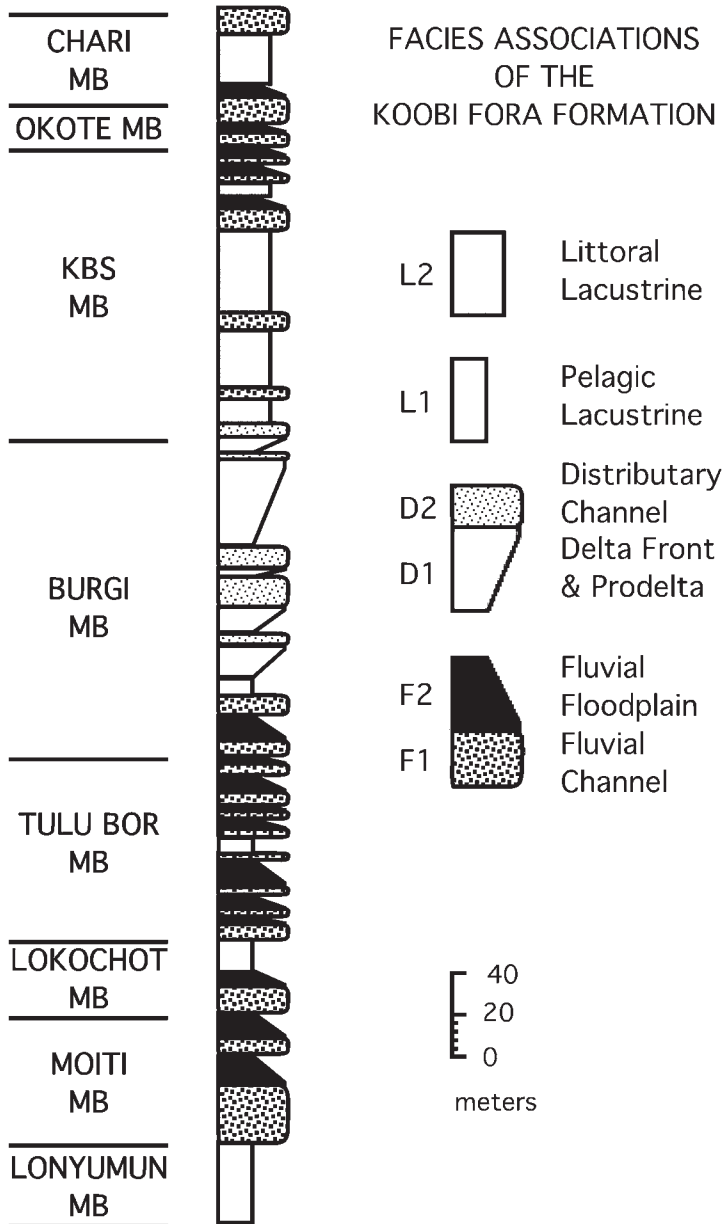 CHARI
MB
OKOTE MB
KBS
MB
BURGI
MB
TULU BOR
MB
LOKOCHOT
MB
MOITI
MB
LONYUMUN
MB
FACIES ASSOCIATIONS
OF THE
KOOBI FORA FORMATION
L2
Littoral
Lacustrine
L1
Pelagic
Lacustrine
D2
Distributary
Channel
D1
Delta Front
& Prodelta
F2
Fluvial
Floodplain
F1
Fluvial
Channel
40
20
0
meters